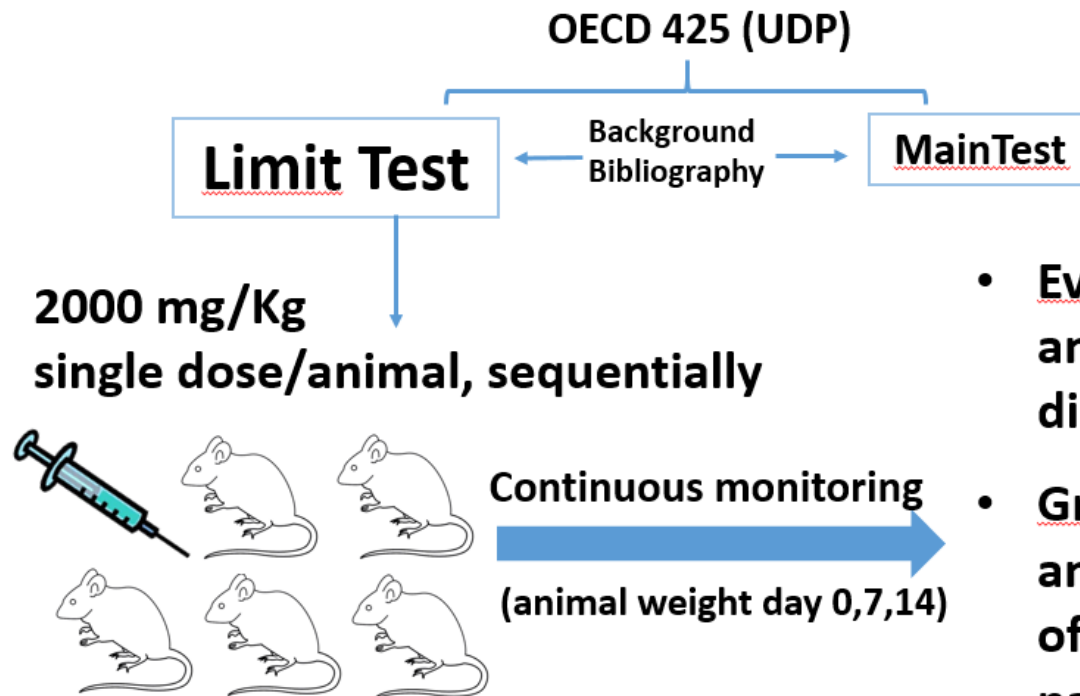 OECD 425 (UDP)
Limit Test
Background
Bibliography
MainTest
2000 mg/Kg
single dose/animal, sequentially
Continuous monitoring
(animal weight day 0,7,14)